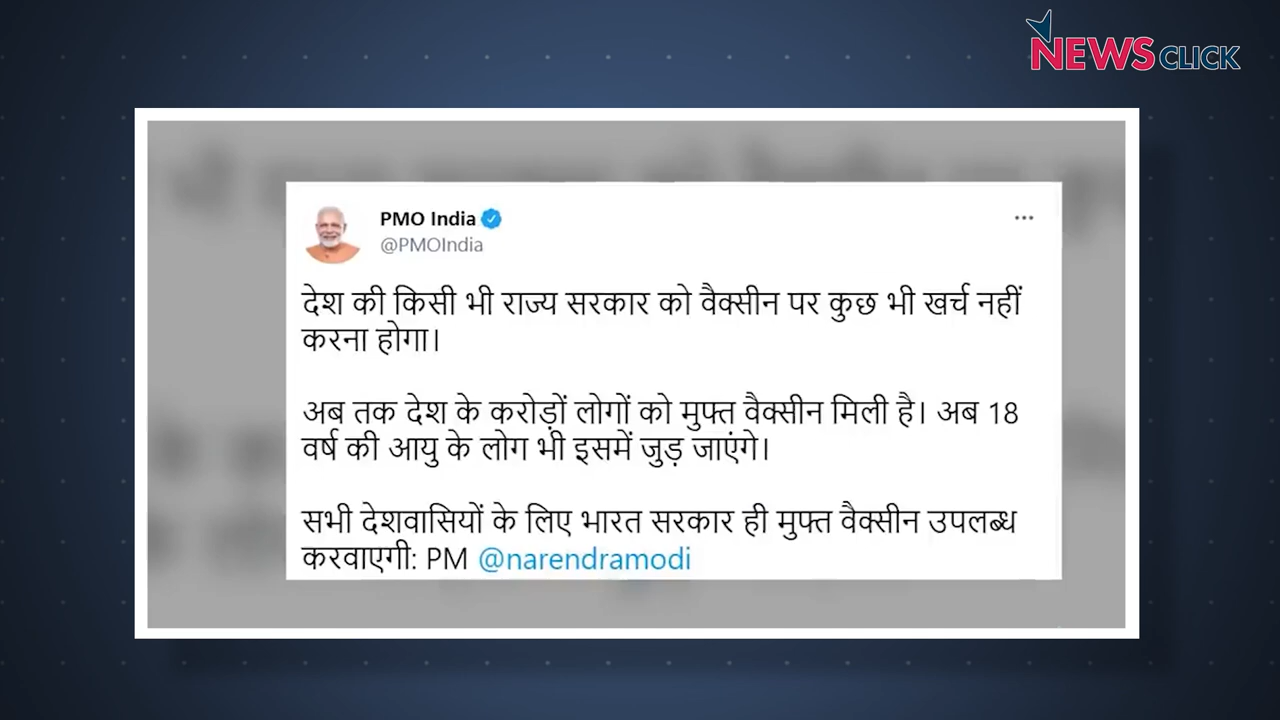 NEWSCLICK
PMO India
@PMOIndia
देश की किसी भी राज्य सरकार को वैक्सीन पर कुछ भी खर्च नहीं
करना होगा।
अब तक देश के करोड़ों लोगों को मुफ्त वैक्सीन मिली है। अब 18
वर्ष की आयु के लोग भी इसमें जुड़ जाएंगे।
सभी देशवासियों के लिए भारत सरकार ही मुफ्त वैक्सीन उपलब्ध
करवाएगी: PM @narendramodi